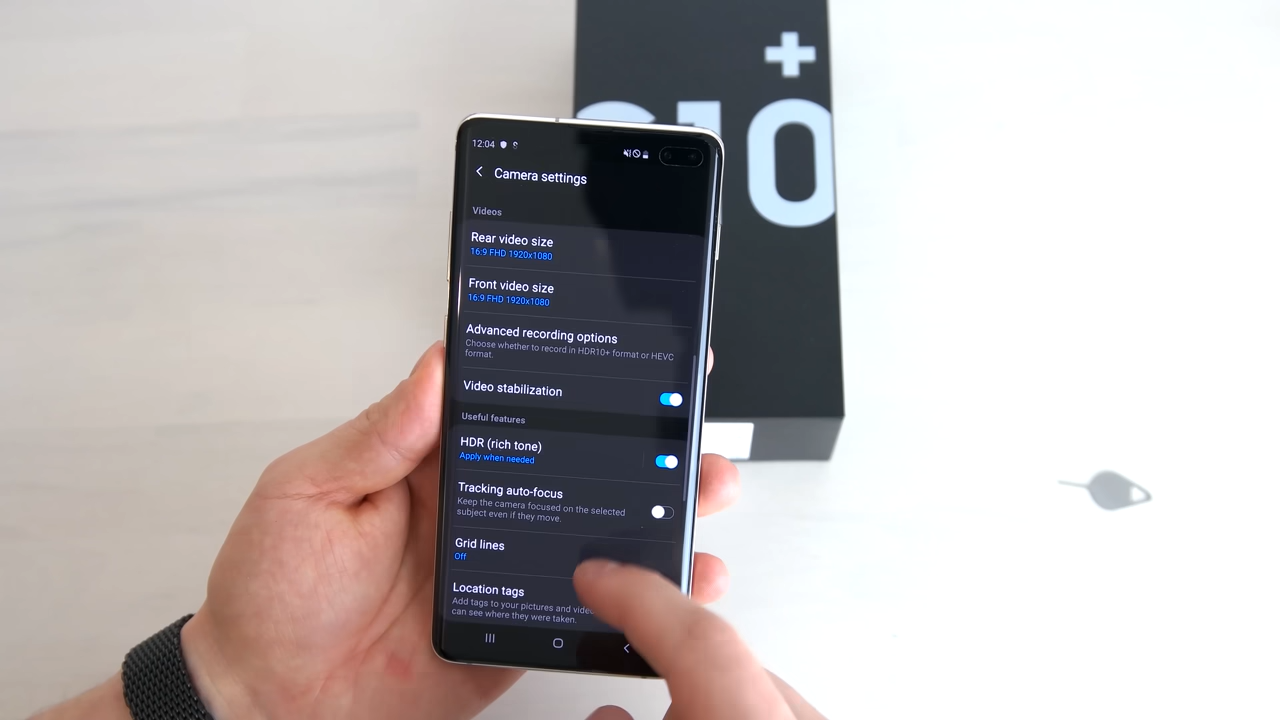 +
S10
12:04
Camera settings
Videos
Rear video size
16:9 FHD 1920x1080
Front video size
16:9 FHD 1920x1080
Advanced recording options
Choose whether to record in HDR10+ format or HEVC
format.
Video stabilization
Useful features
HDR (rich tone)
Apply when needed
Tracking auto-focus
Keep the camera focused on the selected
subject even if they move.
Grid lines
Off
Location tags
Add tags to your pictures and
can see where they were taken.